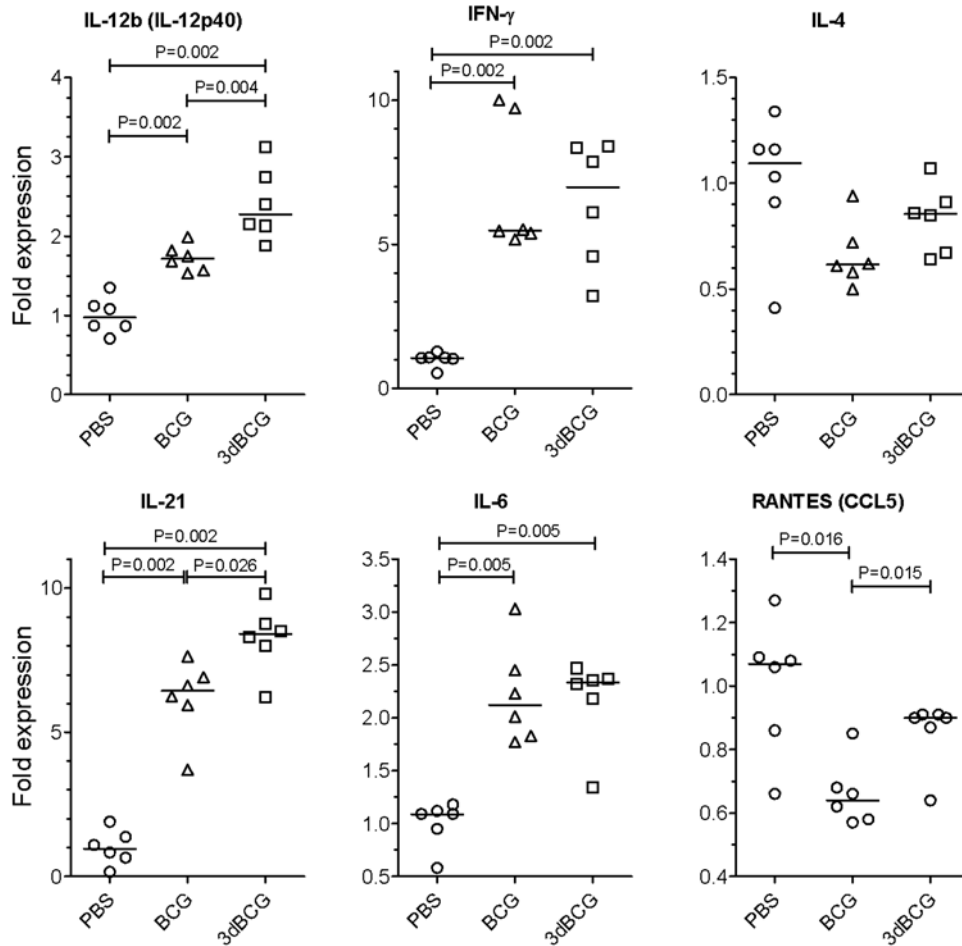 IL-12b (IL-12p40)
P=0.002
P=0.004
P=0.002
Fold expression
4
3
2
1
0
PBS
BCG
3dBCG
IFN-γ
P=0.002
P=0.002
10
5
0
PBS
BCG
3dBCG
IL-4
1.5
1.0
0.5
0.0
PBS
BCG
3dBCG
IL-21
P=0.002
P=0.002
P=0.026
Fold expression
10
5
0
PBS
BCG
3dBCG
IL-6
P=0.005
P=0.005
3.5
3.0
2.5
2.0
1.5
1.0
0.5
PBS
BCG
3dBCG
RANTES (CCL5)
P=0.016
P=0.015
1.4
1.2
1.0
0.8
0.6
0.4
PBS
BCG
3dBCG